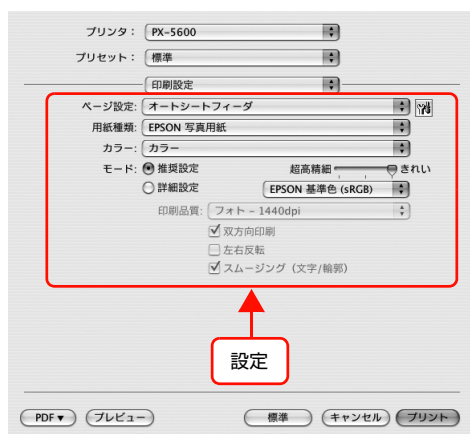 プリンタ： PX-5600
プリセット： 標準
印刷設定
ページ設定: オートシートフィーダ
用紙種類: EPSON 写真用紙
カラー: カラー
モード: 推奨設定 超高精細 きれい
詳細設定 EPSON 基準色 (sRGB)
印刷品質: フォト – 1440dpi
双方向印刷
左右反転
スムージング（文字/輪郭）
設定
PDF▼ プレビュー 標準 キャンセル プリント